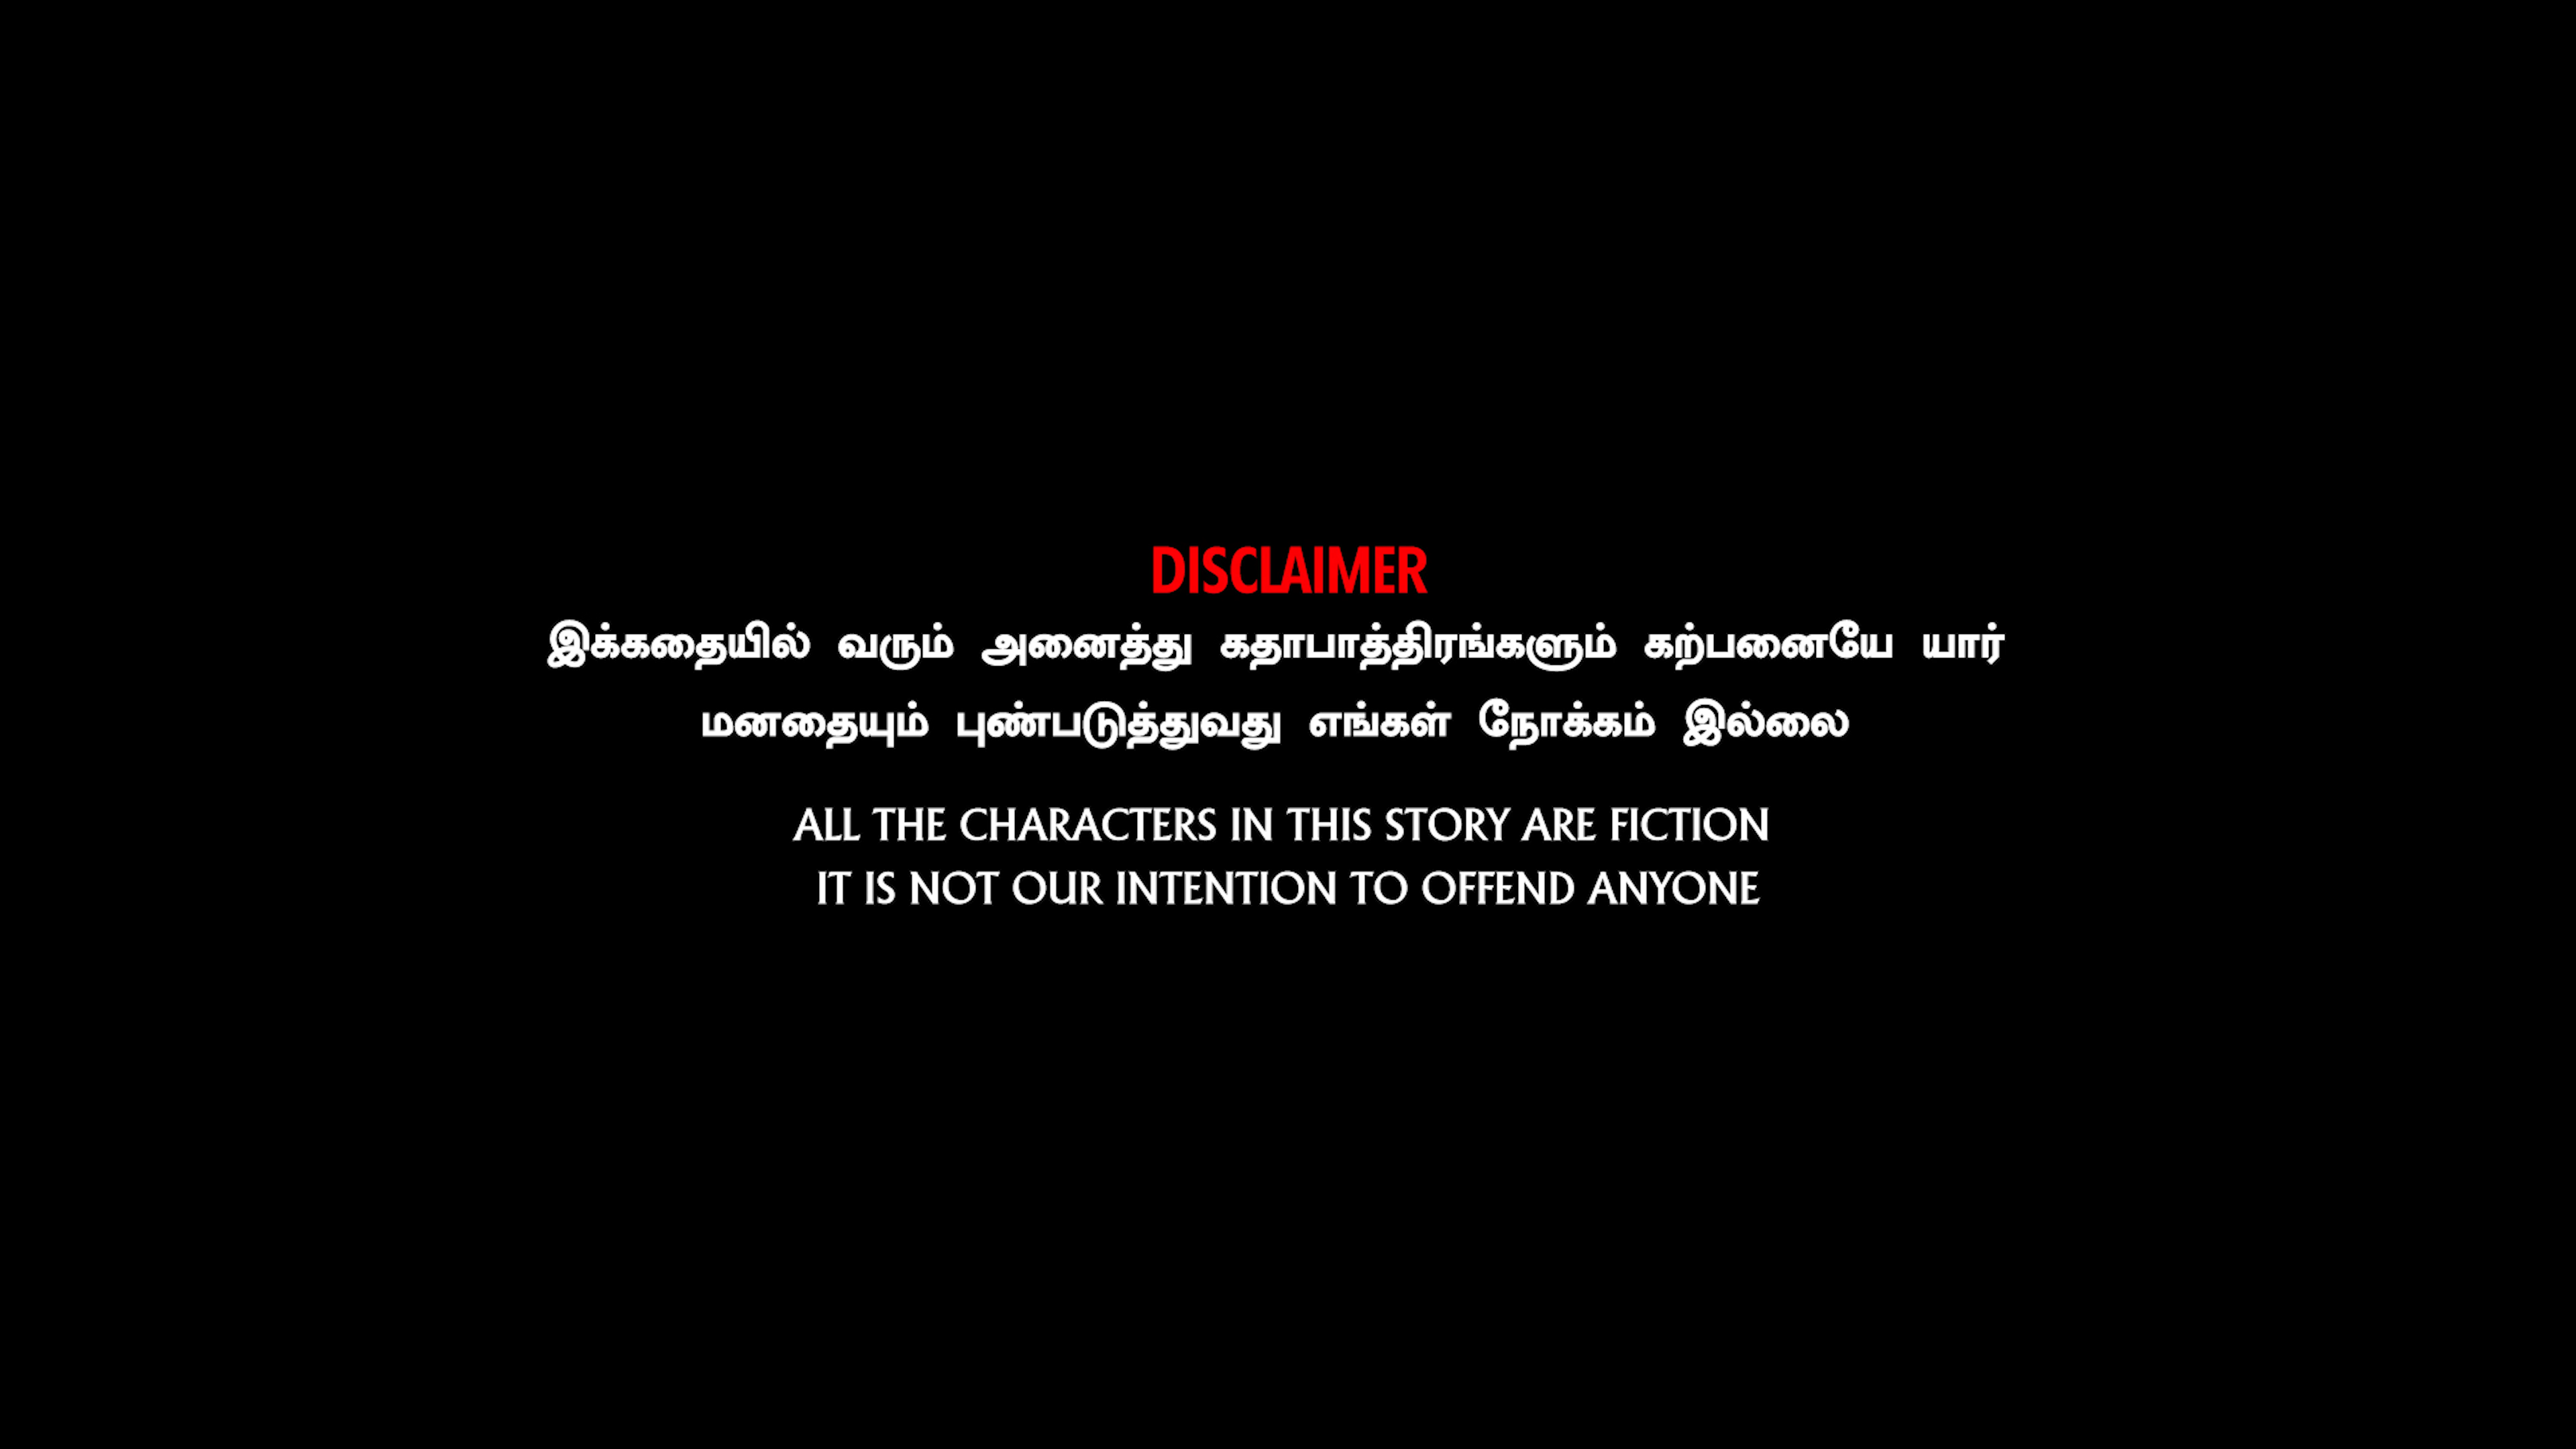 DISCLAIMER
இக்கதையில் வரும் அனைத்து கதாபாத்திரங்களும் கற்பனையே யார்
மனதையும் புண்படுத்துவது எங்கள் நோக்கம் இல்லை
ALL THE CHARACTERS IN THIS STORY ARE FICTION
IT IS NOT OUR INTENTION TO OFFEND ANYONE